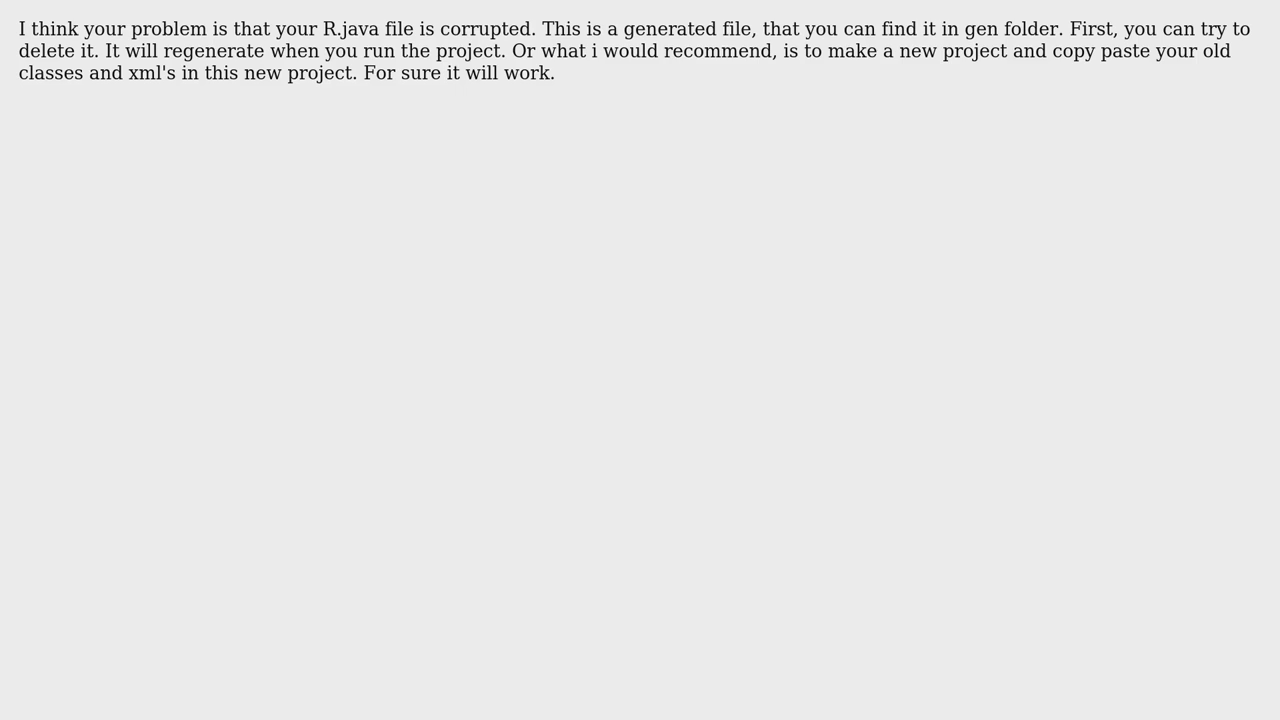 I think your problem is that your R.java file is corrupted. This is a generated file, that you can find it in gen folder. First, you can try to
delete it. It will regenerate when you run the project. Or what i would recommend, is to make a new project and copy paste your old
classes and xml's in this new project. For sure it will work.